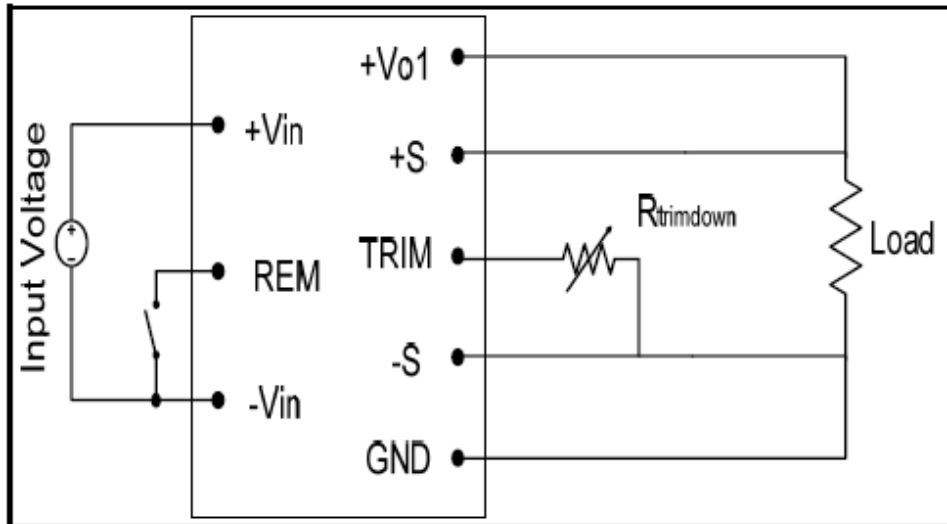 Input Voltage
+
-
+Vin
REM
-Vin
+Vo1
+S
TRIM
-S
GND
Rtrimdown
Load